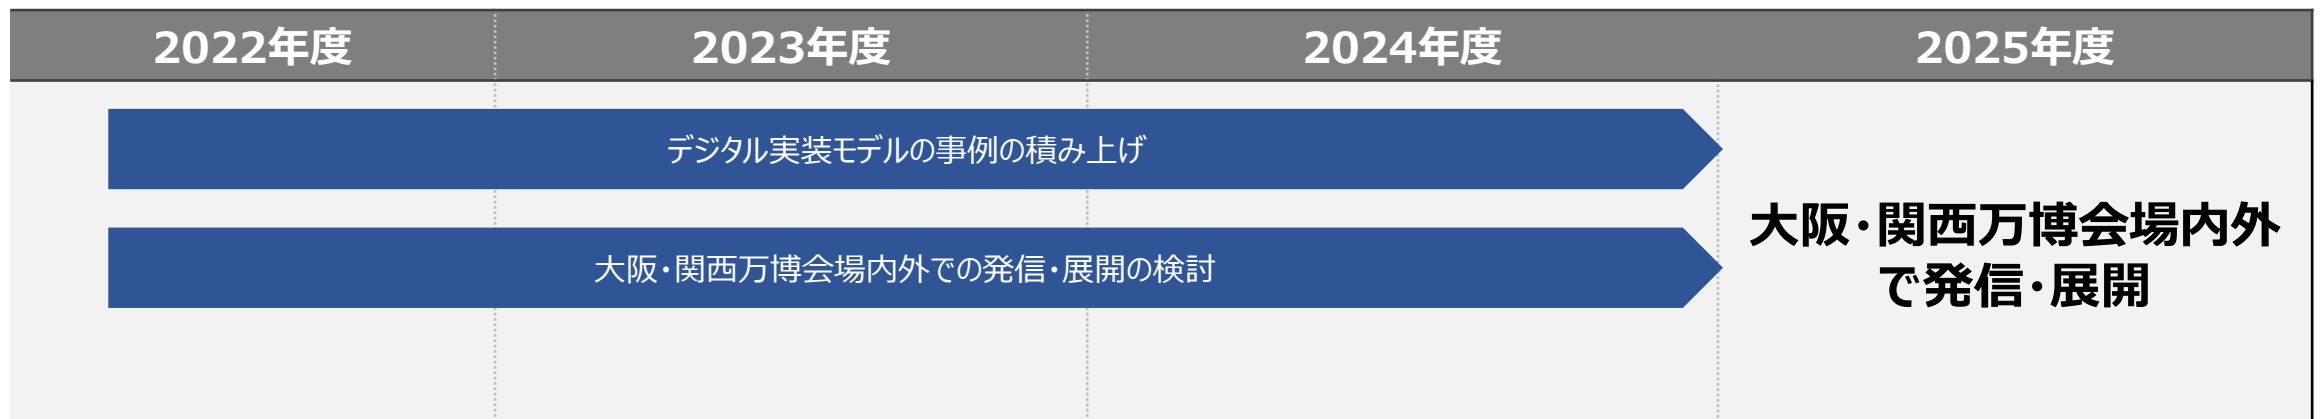 2022年度
2023年度
2024年度
2025年度
デジタル実装モデルの事例の積み上げ
大阪･関西万博会場内外での発信･展開の検討
大阪･関西万博会場内外
で発信･展開